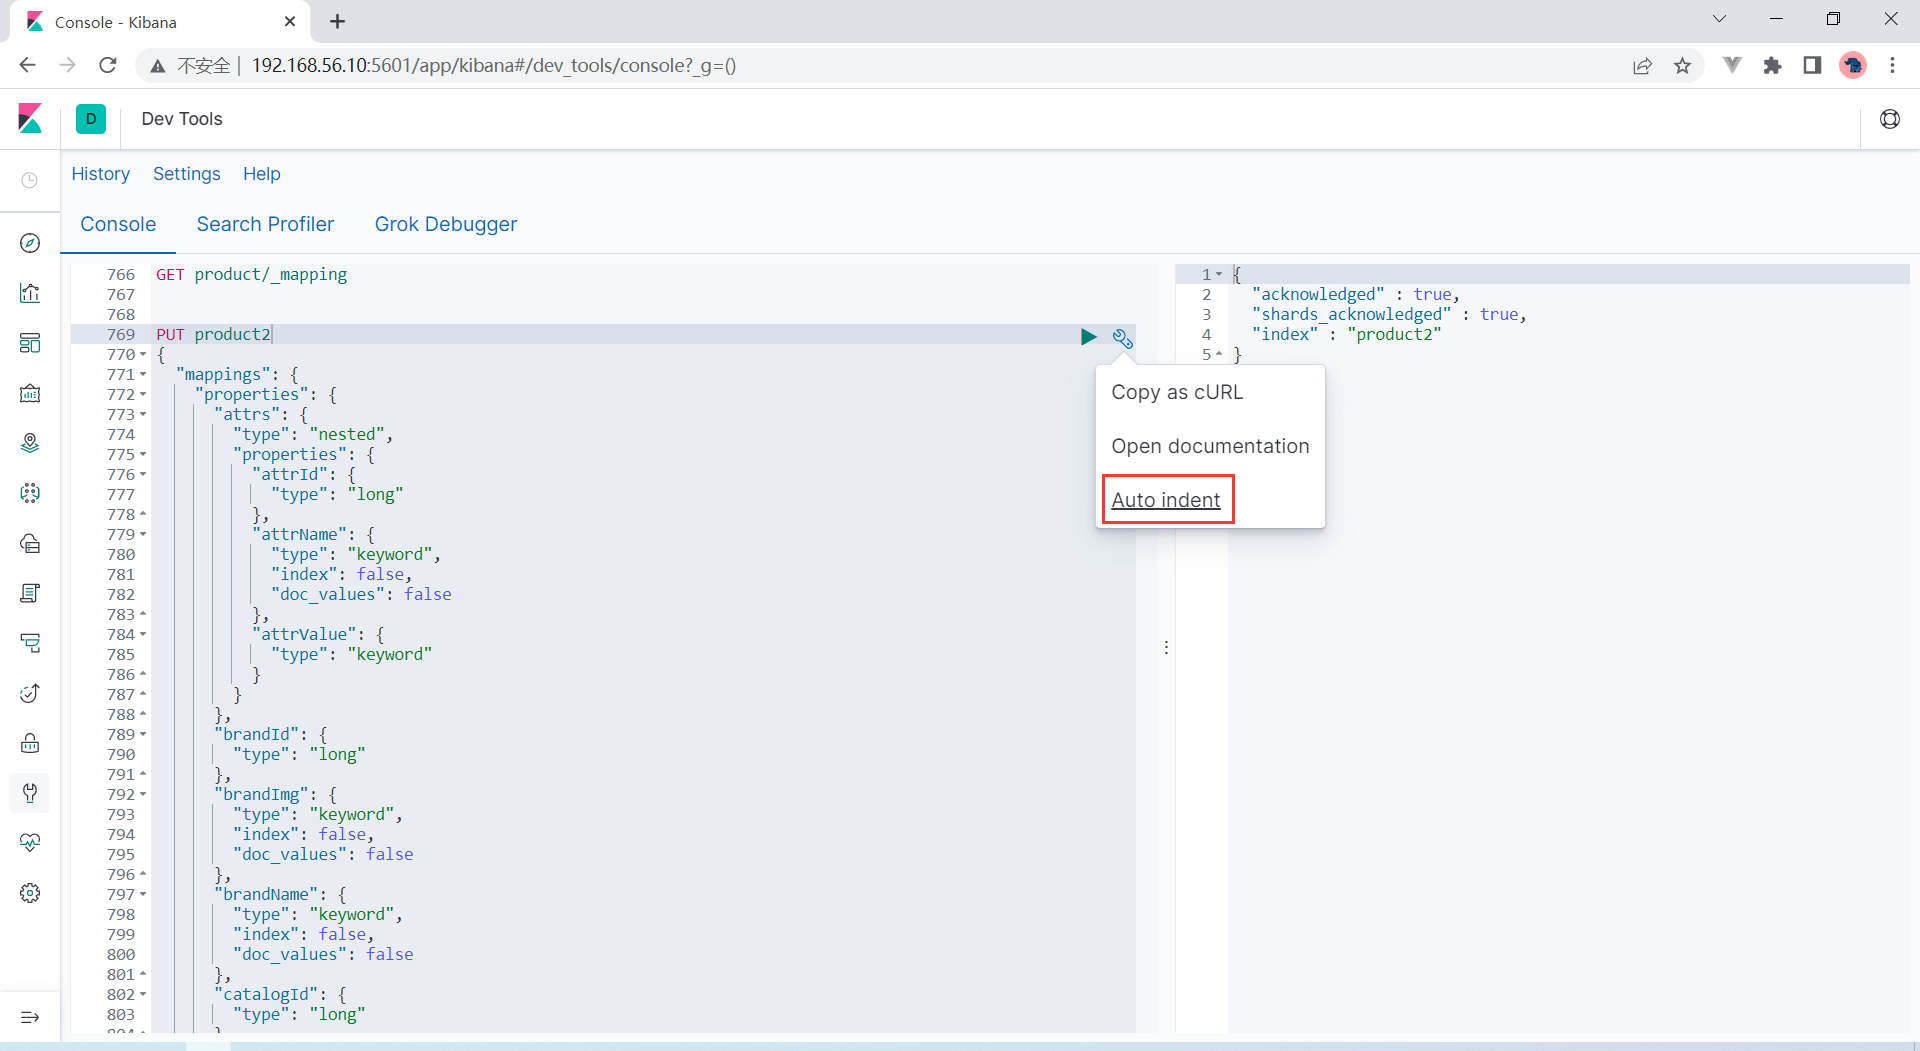 Console - Kibana
不安全 | 192.168.56.10:5601/app/kibana#/dev_tools/console?_g=()
D
Dev Tools
History Settings Help
Console Search Profiler Grok Debugger
766 GET product/_mapping
767
768
769 PUT product2
770 {
771 "mappings": {
772 "properties": {
773 "attrs": {
774 "type": "nested",
775 "properties": {
776 "attrId": {
777 "type": "long"
778 },
779 "attrName": {
780 "type": "keyword",
781 "index": false,
782 "doc_values": false
783 },
784 "attrValue": {
785 "type": "keyword"
786 }
787 }
788 },
789 "brandId": {
790 "type": "long"
791 },
792 "brandImg": {
793 "type": "keyword",
794 "index": false,
795 "doc_values": false
796 },
797 "brandName": {
798 "type": "keyword",
799 "index": false,
800 "doc_values": false
801 },
802 "catalogId": {
803 "type": "long"
Copy as cURL
Open documentation
Auto indent
1 {
2 "acknowledged" : true,
3 "shards_acknowledged" : true,
4 "index" : "product2"
5 }